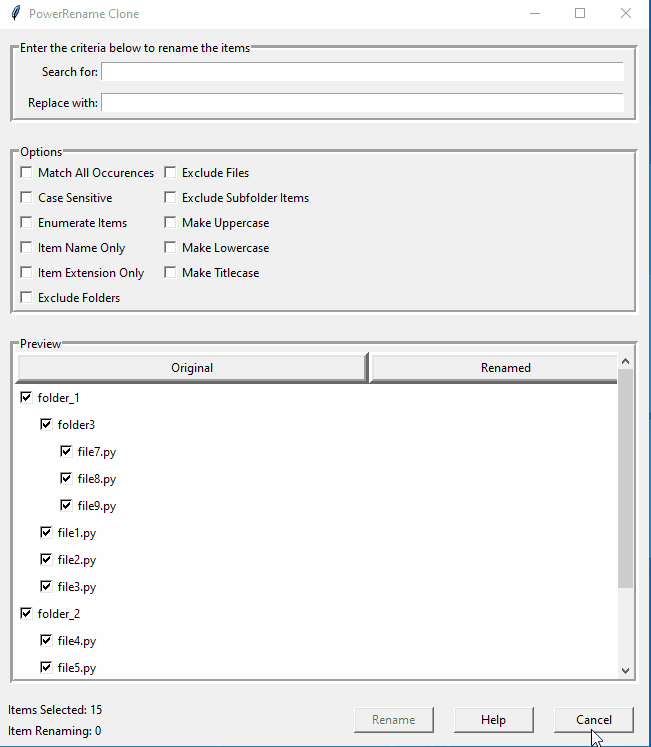 PowerRename Clone
Enter the criteria below to rename the items
Search for:
Replace with:
Options
Match All Occurences Exclude Files
Case Sensitive Exclude Subfolder Items
Enumerate Items Make Uppercase
Item Name Only Make Lowercase
Item Extension Only Make Titlecase
Exclude Folders
Preview
Original Renamed
folder_1
folder3
file7.py
file8.py
file9.py
file1.py
file2.py
file3.py
folder_2
file4.py
file5.py
Items Selected: 15
Item Renaming: 0
Rename Help Cancel